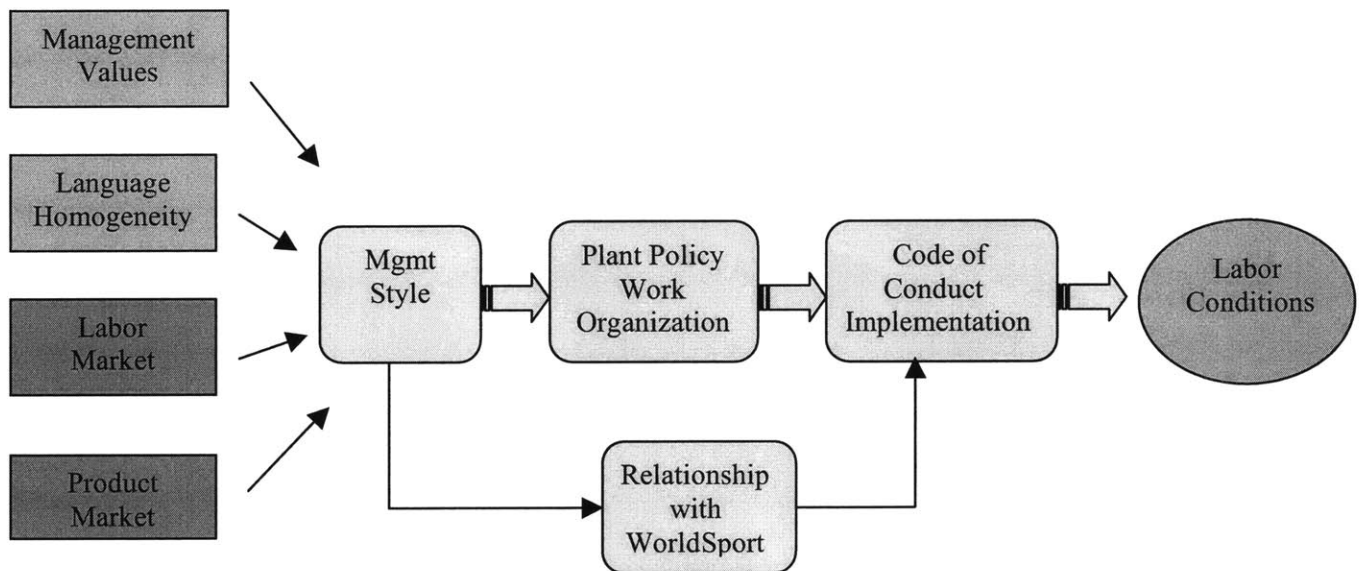 Management
Values
Language
Homogeneity
Labor
Market
Product
Market
Mgmt
Style
Plant Policy
Work
Organization
Code of
Conduct
Implementation
Labor
Conditions
Relationship
with
WorldSport